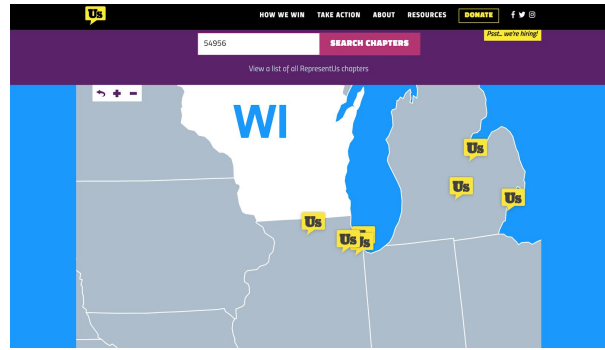 Us
HOW WE WIN TAKE ACTION ABOUT RESOURCES DONATE
Psst... we're hiring!
54956 SEARCH CHAPTERS
View a list of all RepresentUs chapters
WI
Us
Us
Us
Us
Us
Us